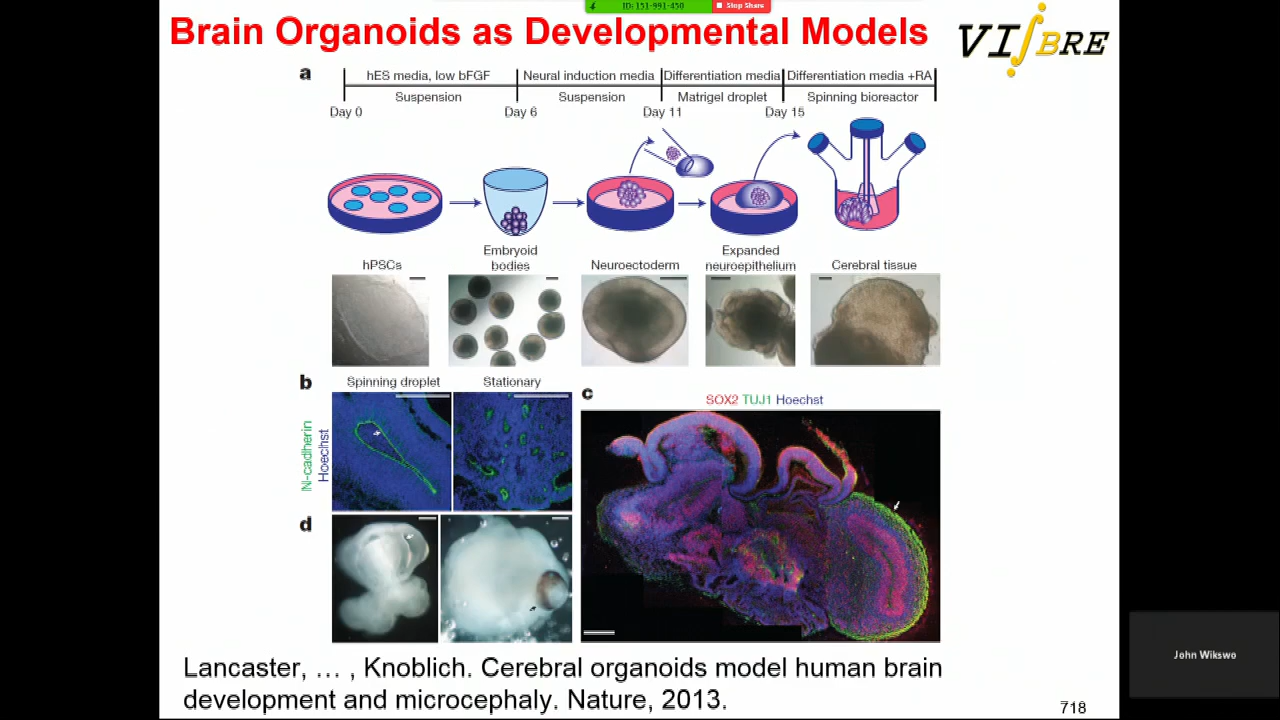 ID: 151-991-450 Stop Share
Brain Organoids as Developmental Models
VIIBRE
a
hES media, low bFGF Neural induction media Differentiation media Differentiation media +RA
Suspension Suspension Matrigel droplet Spinning bioreactor
Day 0 Day 6 Day 11 Day 15
hPSCs Embryoid bodies Neuroectoderm Expanded neuroepithelium Cerebral tissue
b Spinning droplet Stationary
N-cadherin
Hoechst
c SOX2 TUJ1 Hoechst
d
Lancaster, … , Knoblich. Cerebral organoids model human brain
development and microcephaly. Nature, 2013.
718
John Wikswo